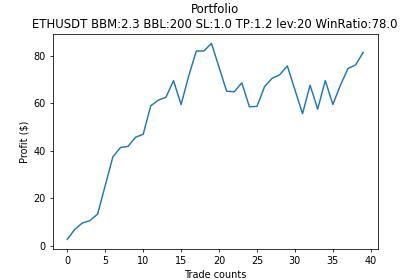 Portfolio
ETHUSDT BBM:2.3 BBL:200 SL:1.0 TP:1.2 lev:20 WinRatio:78.0
80
60
40
20
0
Profit ($)
0 5 10 15 20 25 30 35 40
Trade counts